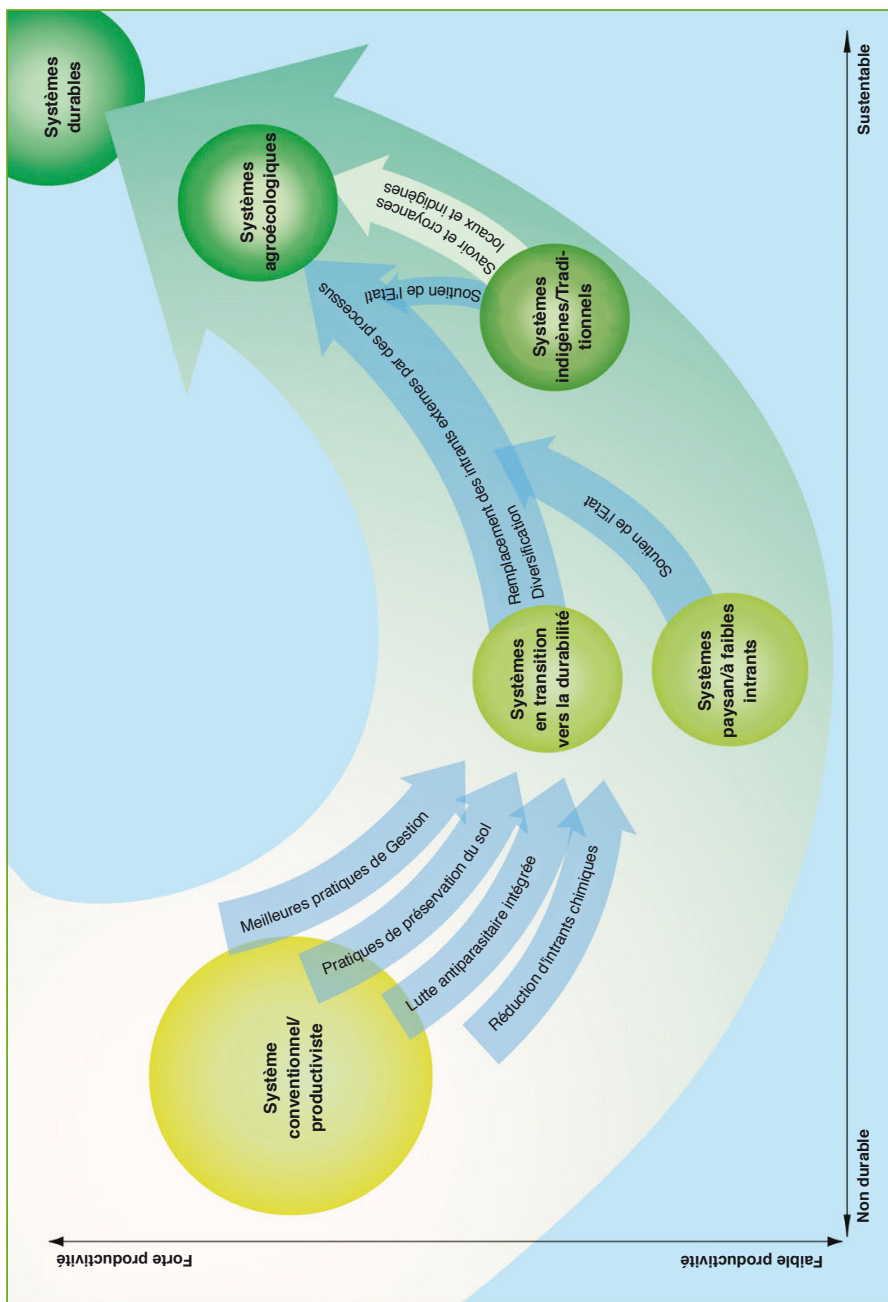 Forte productivité
Faible productivité
Non durable
Sustentable
Système
conventionnel/
productiviste
Meilleures pratiques de Gestion
Pratiques de préservation du sol
Lutte antiparasitaire intégrée
Réduction d'intrants chimiques
Systèmes
en transition
vers la durabilité
Systèmes
paysan/à faibles
intrants
Remplacement des intrants externes par des processus
Diversification
Soutien de l'Etat
Systèmes
indigènes/Tradi-
tionnels
Soutien de l'Etatl
Savoir et croyances
locaux et indigènes
Systèmes
agroécologiques
Systèmes
durables